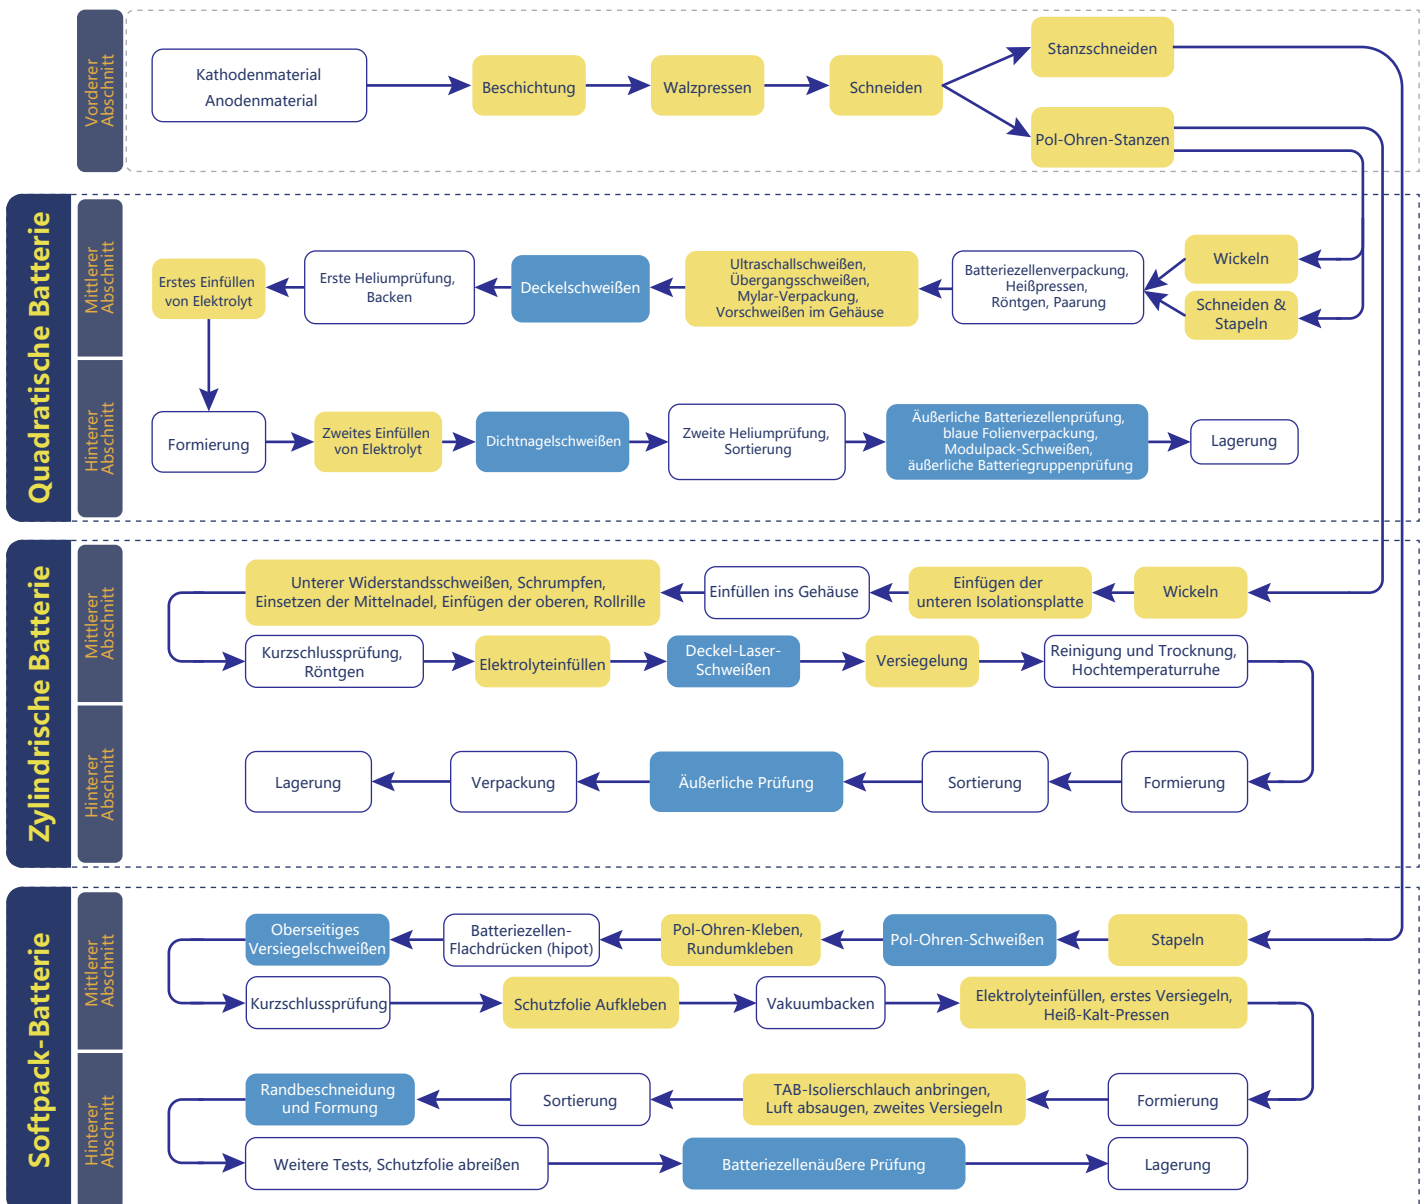 Vorderer
Abschnitt
Kathodenmaterial
Anodenmaterial
Beschichtung
Walzpressen
Schneiden
Stanzschneiden
Pol-Ohren-Stanzen
Quadratische Batterie
Mittlerer
Abschnitt
Wickeln
Schneiden &
Stapeln
Batteriezellenverpackung,
Heißpressen,
Röntgen, Paarung
Ultraschallschweißen,
Übergangsschweißen,
Mylar-Verpackung,
Vorschweißen im Gehäuse
Deckelschweißen
Erste Heliumprüfung,
Backen
Erstes Einfüllen
von Elektrolyt
Hinterer
Abschnitt
Formierung
Zweites Einfüllen
von Elektrolyt
Dichtnagelschweißen
Zweite Heliumprüfung,
Sortierung
Äußerliche Batteriezellenprüfung,
blaue Folienverpackung,
Modulpack-Schweißen,
äußerliche Batteriegruppenprüfung
Lagerung
Zylindrische Batterie
Mittlerer
Abschnitt
Wickeln
Einfügen der
unteren Isolationsplatte
Einfüllen ins Gehäuse
Unterer Widerstandsschweißen, Schrumpfen,
Einsetzen der Mittelnadel, Einfügen der oberen, Rollrille
Kurzschlussprüfung,
Röntgen
Elektrolyteinfüllen
Deckel-Laser-
Schweißen
Versiegelung
Reinigung und Trocknung,
Hochtemperaturruhe
Hinterer
Abschnitt
Formierung
Sortierung
Äußerliche Prüfung
Verpackung
Lagerung
Softpack-Batterie
Mittlerer
Abschnitt
Stapeln
Pol-Ohren-Schweißen
Pol-Ohren-Kleben,
Rundumkleben
Batteriezellen-
Flachdrücken (hipot)
Oberseitiges
Versiegelschweißen
Kurzschlussprüfung
Schutzfolie Aufkleben
Vakuumbacken
Elektrolyteinfüllen, erstes Versiegeln,
Heiß-Kalt-Pressen
Hinterer
Abschnitt
Formierung
TAB-Isolierschlauch anbringen,
Luft absaugen, zweites Versiegeln
Sortierung
Randbeschneidung
und Formung
Weitere Tests, Schutzfolie abreißen
Batteriezellenäußere Prüfung
Lagerung